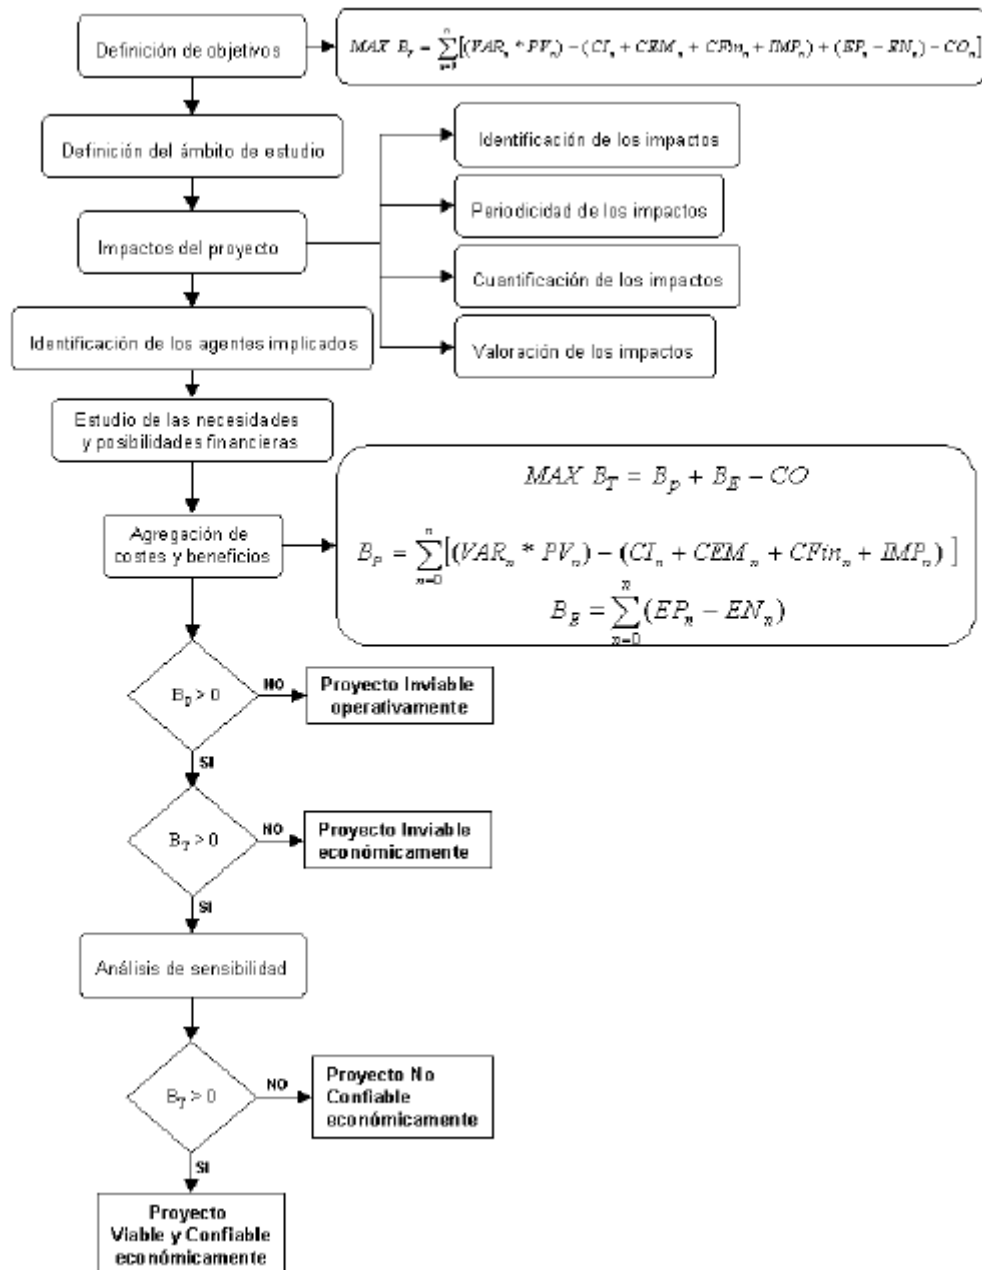 Definición de objetivos
MAX B_T = \sum_{n=0}^{n} [(VAR_n * PV_n) - (CI_n + CEM_n + CFin_n + IMP_n) + (EP_n - EN_n) - CO_n]
Definición del ámbito de estudio
Identificación de los impactos
Periodicidad de los impactos
Impactos del proyecto
Cuantificación de los impactos
Identificación de los agentes implicados
Valoración de los impactos
Estudio de las necesidades
y posibilidades financieras
MAX B_T = B_p + B_E - CO
Agregación de
costes y beneficios
B_P = \sum_{n=0}^{n} [(VAR_n * PV_n) - (CI_n + CEM_n + CFin_n + IMP_n) ]
B_E = \sum_{n=0}^{n} (EP_n - EN_n)
B_p > 0
NO
Proyecto Inviable
operativamente
SI
B_T > 0
NO
Proyecto Inviable
económicamente
SI
Análisis de sensibilidad
B_T > 0
NO
Proyecto No
Confiable
económicamente
SI
Proyecto
Viable y Confiable
económicamente